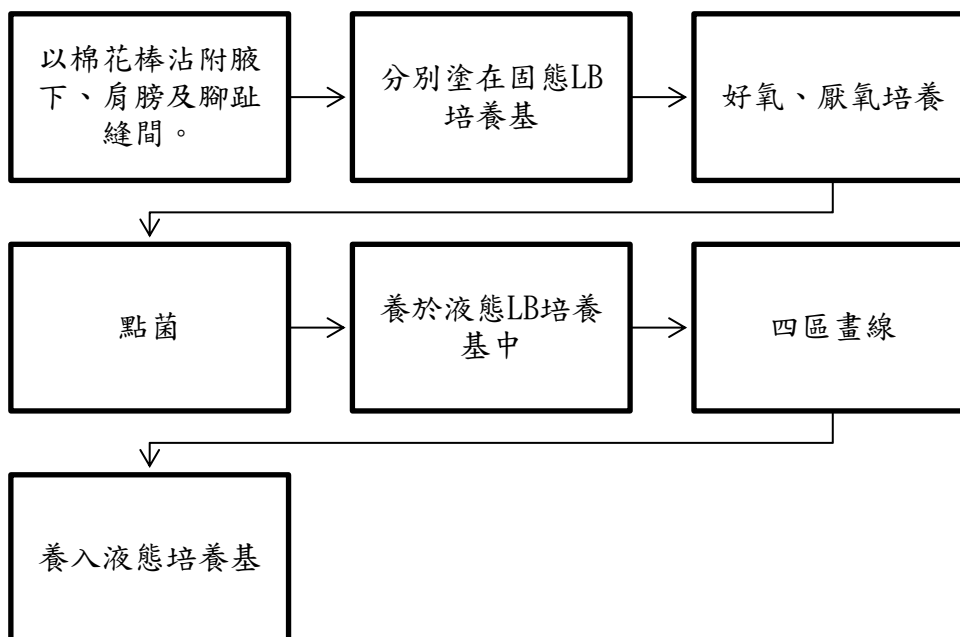 以棉花棒沾附腋
下、肩膀及腳趾
縫間。
分別塗在固態LB
培養基
好氧、厭氧培養
點菌
養於液態LB培養
基中
四區畫線
養入液態培養基